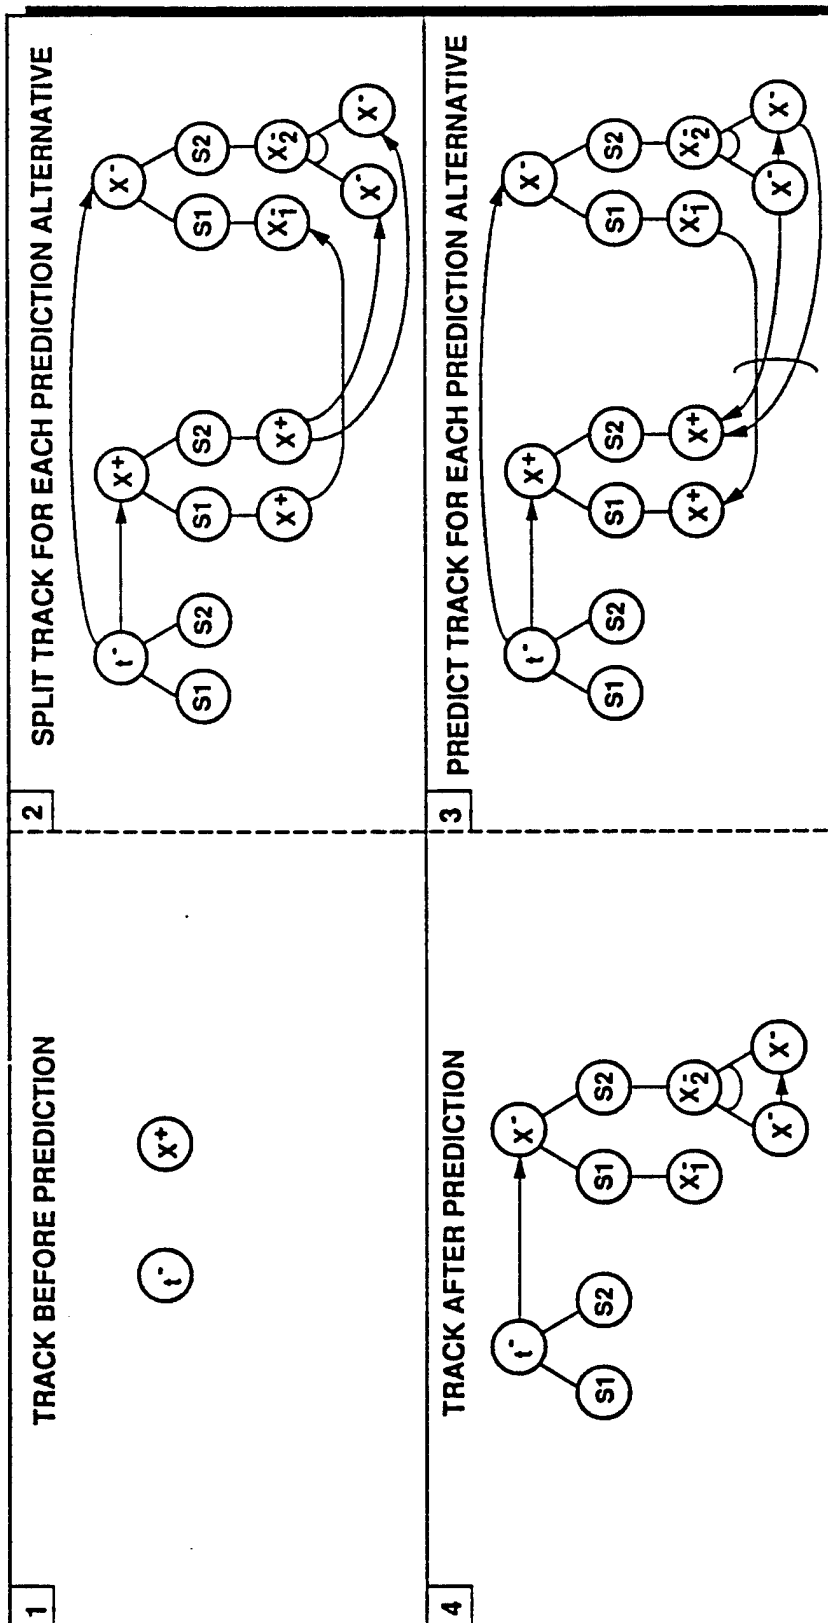 1
TRACK BEFORE PREDICTION
t⁻ X⁺
2
SPLIT TRACK FOR EACH PREDICTION ALTERNATIVE
t⁻ X⁺ X⁻
S1 S2 S1 S2 S1 S2
X⁺ X⁺ X₁⁻ X₂⁻
X⁻ X⁻
3
PREDICT TRACK FOR EACH PREDICTION ALTERNATIVE
t⁻ X⁺ X⁻
S1 S2 S1 S2 S1 S2
X⁺ X⁺ X₁⁻ X₂⁻
X⁻ X⁻
4
TRACK AFTER PREDICTION
t⁻ X⁻
S1 S2 S1 S2
X₁⁻ X₂⁻
X⁻ X⁻